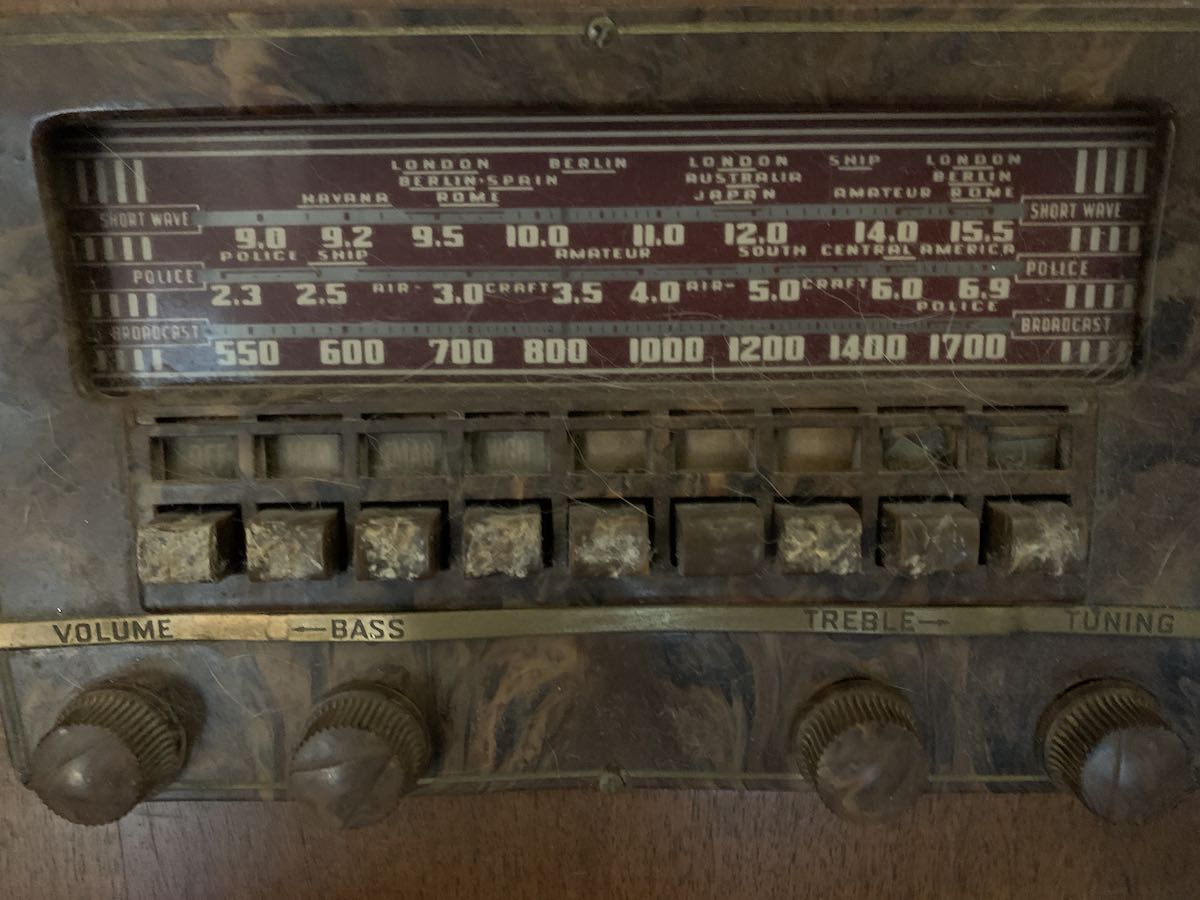 LONDON BERLIN LONDON SHIP LONDON
BERLIN·SPAIN AUSTRALIA BERLIN
HAVANA ROME JAPAN AMATEUR ROME
SHORT WAVE SHORT WAVE
9.0 9.2 9.5 10.0 11.0 12.0 14.0 15.5
POLICE SHIP AMATEUR SOUTH CENTRAL AMERICA
POLICE POLICE
2.3 2.5 AIR- 3.0 CRAFT 3.5 4.0 AIR- 5.0 CRAFT 6.0 6.9
POLICE
BROADCAST BROADCAST
550 600 700 800 1000 1200 1400 1700
VOLUME ←BASS TREBLE→ TUNING